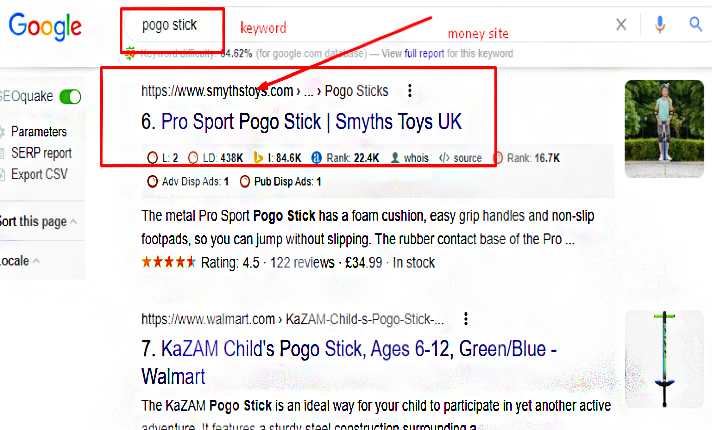 Google
pogo stick
keyword
money site
Keyword difficulty: 84.62% (for google.com database) — View full report for this keyword
SEOquake
Parameters
SERP report
Export CSV
Sort this page
Locale
https://www.smythstoys.com › ... › Pogo Sticks
6. Pro Sport Pogo Stick | Smyths Toys UK
L: 2 LD: 438K I: 84.6K Rank: 22.4K whois </> source Rank: 16.7K
Adv Disp Ads: 1 Pub Disp Ads: 1
The metal Pro Sport Pogo Stick has a foam cushion, easy grip handles and non-slip
footpads, so you can jump without slipping. The rubber contact base of the Pro ...
Rating: 4.5 · 122 reviews · £34.99 · In stock
https://www.walmart.com › KaZAM-Child-s-Pogo-Stick-...
7. KaZAM Child's Pogo Stick, Ages 6-12, Green/Blue -
Walmart
The KaZAM Pogo Stick is an ideal way for your child to participate in yet another active
adventure. It features a sturdy steel construction surrounding a